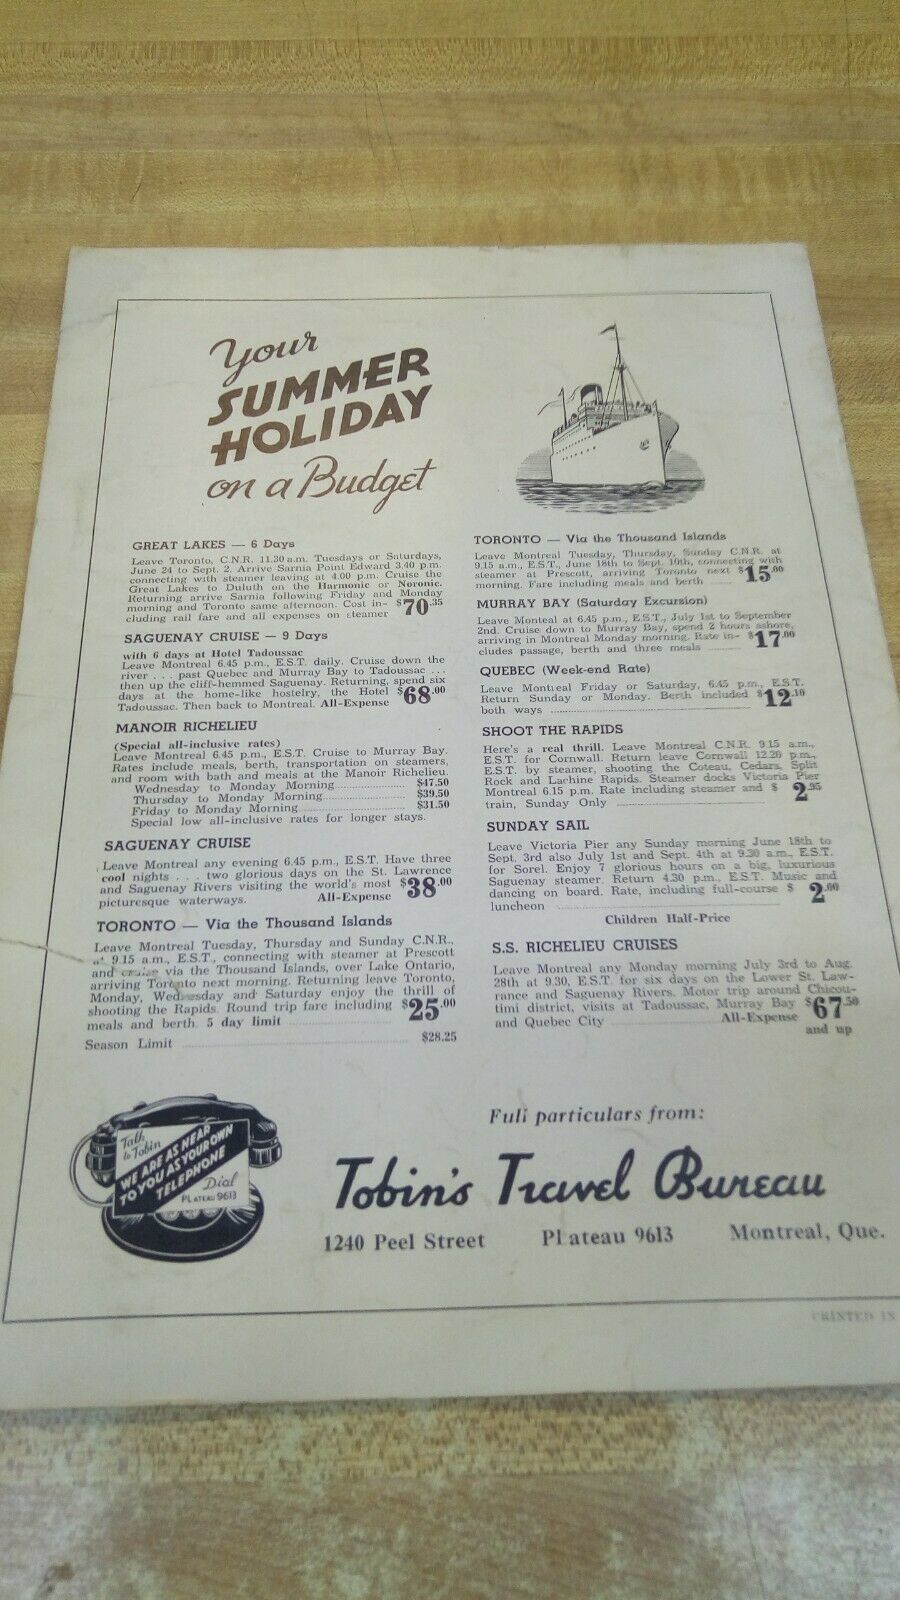 Your
SUMMER
HOLIDAY
on a Budget
GREAT LAKES — 6 Days
Leave Toronto, C.N.R. 11.30 a.m. Tuesdays or Saturdays,
June 24 to Sept. 2. Arrive Sarnia Point Edward 3.40 p.m.
connecting with steamer leaving at 4.00 p.m. Cruise the
Great Lakes to Duluth on the Harmonic or Noronic.
Returning arrive Sarnia following Friday and Monday
morning and Toronto same afternoon. Cost in-
cluding rail fare and all expenses on steamer $70.35
SAGUENAY CRUISE — 9 Days
with 6 days at Hotel Tadoussac
Leave Montreal 6.45 p.m., E.S.T. daily. Cruise down the
river . . . past Quebec and Murray Bay to Tadoussac . . .
then up the cliff-hemmed Saguenay. Returning, spend six
days at the home-like hostelry, the Hotel
Tadoussac. Then back to Montreal. All-Expense $68.00
MANOIR RICHELIEU
(Special all-inclusive rates)
Leave Montreal 6.45 p.m., E.S.T. Cruise to Murray Bay.
Rates include meals, berth, transportation on steamers,
and room with bath and meals at the Manoir Richelieu.
Wednesday to Monday Morning $47.50
Thursday to Monday Morning $39.50
Friday to Monday Morning $31.50
Special low all-inclusive rates for longer stays.
SAGUENAY CRUISE
Leave Montreal any evening 6.45 p.m., E.S.T. Have three
cool nights . . . two glorious days on the St. Lawrence
and Saguenay Rivers visiting the world's most
picturesque waterways. All-Expense $38.00
TORONTO — Via the Thousand Islands
Leave Montreal Tuesday, Thursday and Sunday C.N.R.,
at 9.15 a.m., E.S.T., connecting with steamer at Prescott
and cruise via the Thousand Islands, over Lake Ontario,
arriving Toronto next morning. Returning leave Toronto,
Monday, Wednesday and Saturday enjoy the thrill of
shooting the Rapids. Round trip fare including
meals and berth. 5 day limit $25.00
Season Limit $28.25
TORONTO — Via the Thousand Islands
Leave Montreal Tuesday, Thursday, Sunday C.N.R. at
9.15 a.m., E.S.T., June 18th to Sept. 19th, connecting with
steamer at Prescott, arriving Toronto next
morning. Fare including meals and berth $15.00
MURRAY BAY (Saturday Excursion)
Leave Monteal at 6.45 p.m., E.S.T., July 1st to September
2nd. Cruise down to Murray Bay, spend 2 hours ashore,
arriving in Montreal Monday morning. Rate in-
cludes passage, berth and three meals $17.00
QUEBEC (Week-end Rate)
Leave Montreal Friday or Saturday, 6.45 p.m., E.S.T.
Return Sunday or Monday. Berth included
both ways $12.10
SHOOT THE RAPIDS
Here's a real thrill. Leave Montreal C.N.R. 9.15 a.m.,
E.S.T. for Cornwall. Return leave Cornwall 12.20 p.m.,
E.S.T. by steamer, shooting the Coteau, Cedars, Split
Rock and Lachine Rapids. Steamer docks Victoria Pier
Montreal 6.15 p.m. Rate including steamer and
train, Sunday Only $2.95
SUNDAY SAIL
Leave Victoria Pier any Sunday morning June 18th to
Sept. 3rd also July 1st and Sept. 4th at 9.30 a.m., E.S.T.
for Sorel. Enjoy 7 glorious hours on a big, luxurious
Saguenay steamer. Return 4.30 p.m., E.S.T. Music and
dancing on board. Rate, including full-course
luncheon $2.00
Children Half-Price
S.S. RICHELIEU CRUISES
Leave Montreal any Monday morning July 3rd to Aug.
28th at 9.30, E.S.T. for six days on the Lower St. Law-
rance and Saguenay Rivers. Motor trip around Chicou-
timi district, visits at Tadoussac, Murray Bay
and Quebec City All-Expense $67.50
and up
Talk
to Tobin
WE ARE AS NEAR
TO YOU AS YOUR OWN
TELEPHONE
Dial
PLATEAU 9613
Full particulars from:
Tobin's Travel Bureau
1240 Peel Street PLateau 9613 Montreal, Que.
PRINTED IN